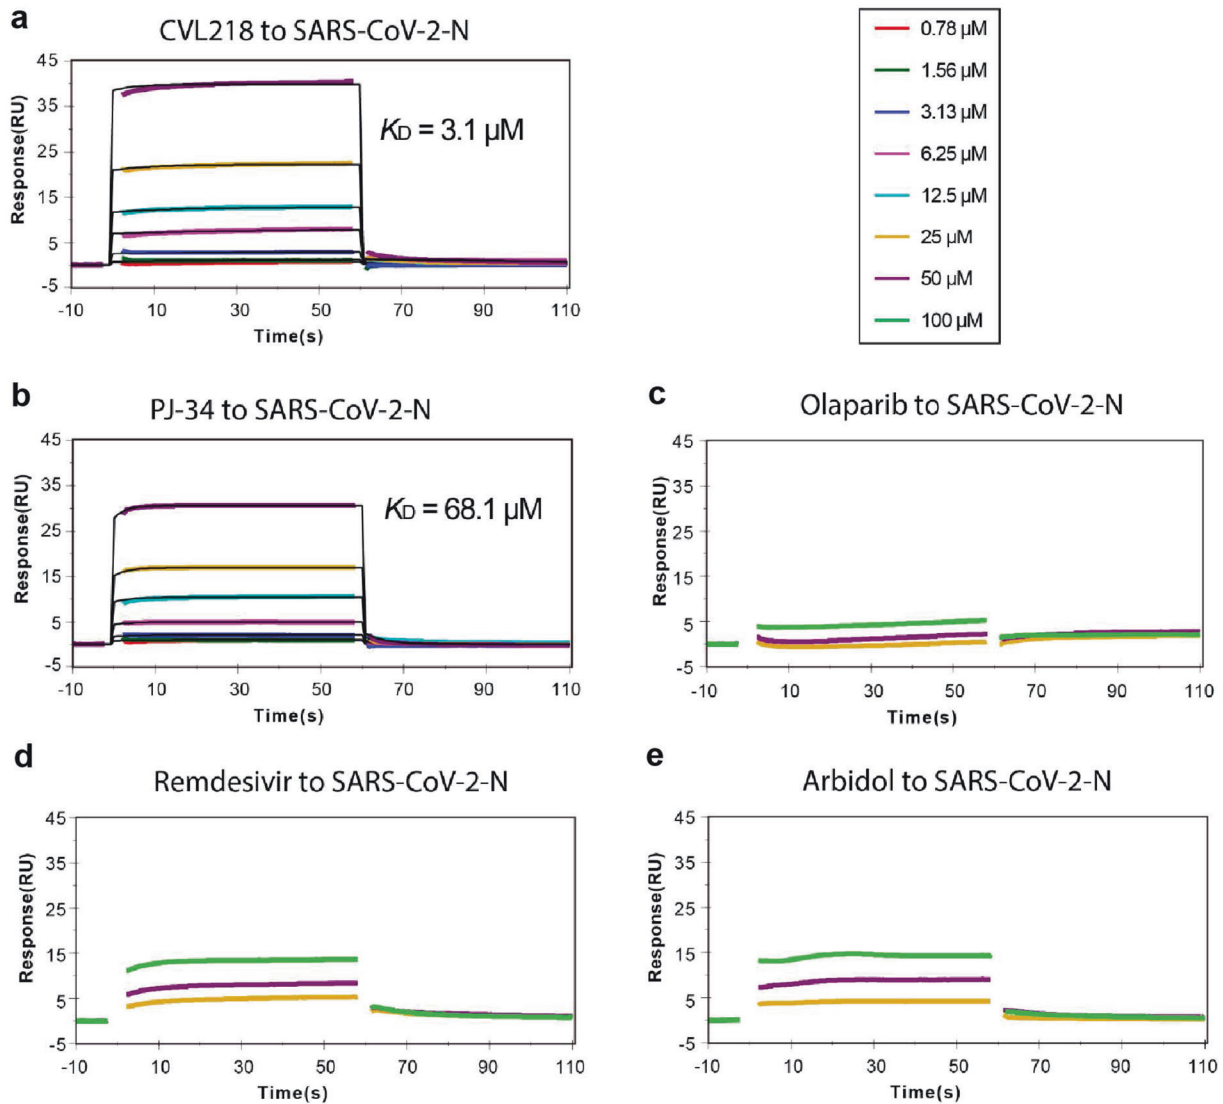 a
CVL218 to SARS-CoV-2-N
45
35
25
15
5
-5
Response(RU)
KD = 3.1 µM
-10 10 30 50 70 90 110
Time(s)
0.78 µM
1.56 µM
3.13 µM
6.25 µM
12.5 µM
25 µM
50 µM
100 µM
b
PJ-34 to SARS-CoV-2-N
45
35
25
15
5
-5
Response(RU)
KD = 68.1 µM
-10 10 30 50 70 90 110
Time(s)
c
Olaparib to SARS-CoV-2-N
45
35
25
15
5
-5
Response(RU)
-10 10 30 50 70 90 110
Time(s)
d
Remdesivir to SARS-CoV-2-N
45
35
25
15
5
-5
Response(RU)
-10 10 30 50 70 90 110
Time(s)
e
Arbidol to SARS-CoV-2-N
45
35
25
15
5
-5
Response(RU)
-10 10 30 50 70 90 110
Time(s)